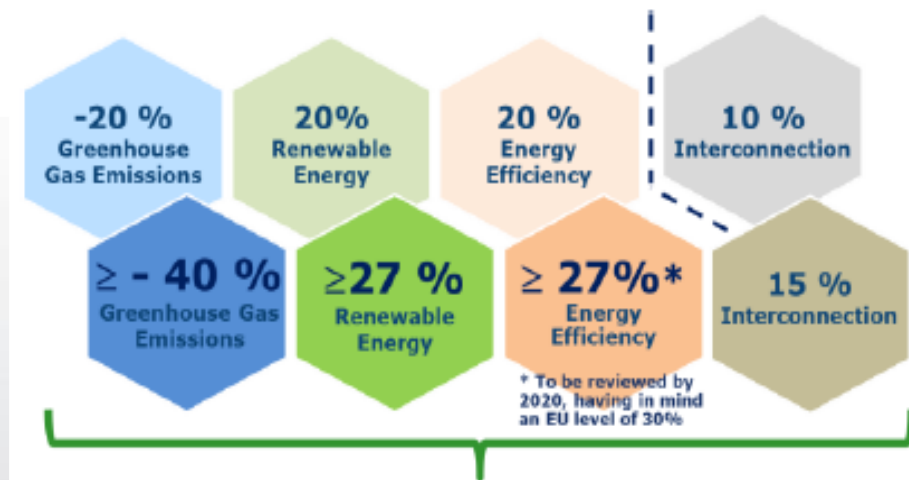 -20 %
Greenhouse
Gas Emissions
20%
Renewable
Energy
20 %
Energy
Efficiency
10 %
Interconnection
≥ - 40 %
Greenhouse Gas
Emissions
≥27 %
Renewable
Energy
≥ 27%*
Energy
Efficiency
* To be reviewed by
2020, having in mind
an EU level of 30%
15 %
Interconnection